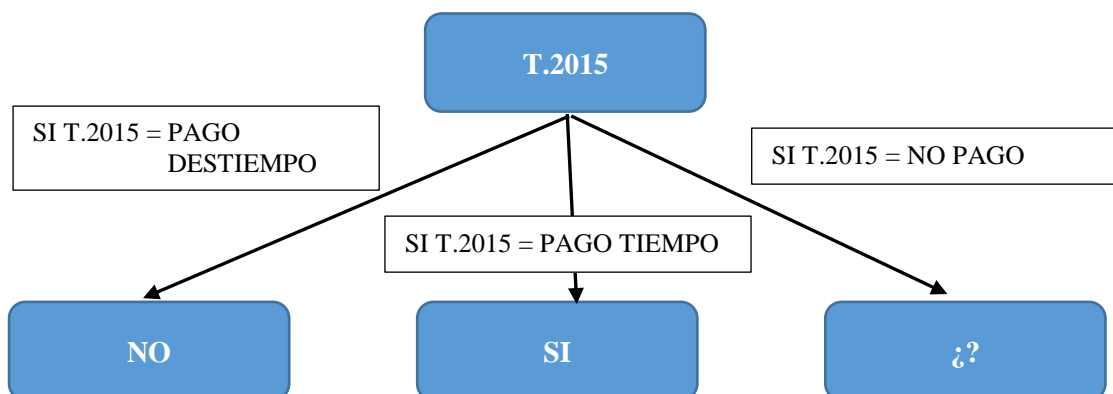 T.2015
SI T.2015 = PAGO
DESTIEMPO
SI T.2015 = NO PAGO
SI T.2015 = PAGO TIEMPO
NO
SI
¿?